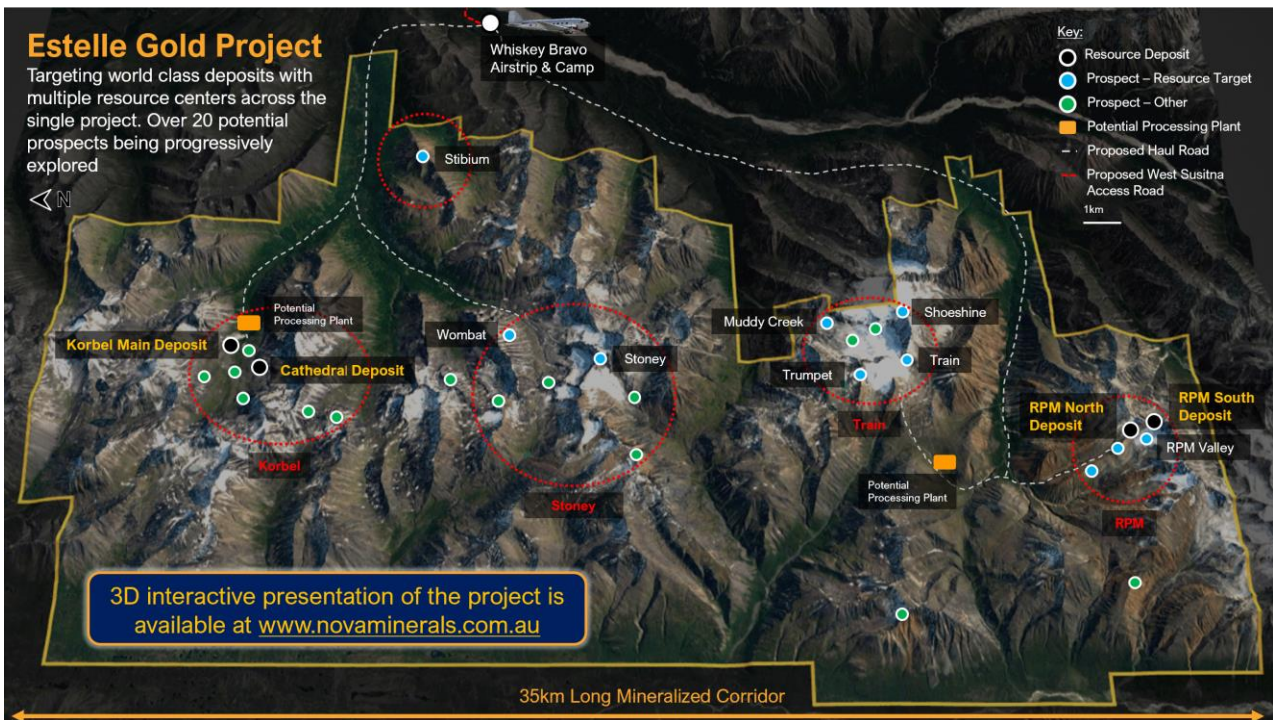 Estelle Gold Project
Targeting world class deposits with
multiple resource centers across the
single project. Over 20 potential
prospects being progressively
explored
N
Whiskey Bravo
Airstrip & Camp
Key:
Resource Deposit
Prospect – Resource Target
Prospect – Other
Potential Processing Plant
Proposed Haul Road
Proposed West Susitna
Access Road
1km
Stibium
Potential
Processing Plant
Korbel Main Deposit
Cathedral Deposit
Korbel
Wombat
Stoney
Stoney
Muddy Creek
Shoeshine
Trumpet
Train
Train
Potential
Processing Plant
RPM North
Deposit
RPM South
Deposit
RPM Valley
RPM
3D interactive presentation of the project is
available at www.novaminerals.com.au
35km Long Mineralized Corridor